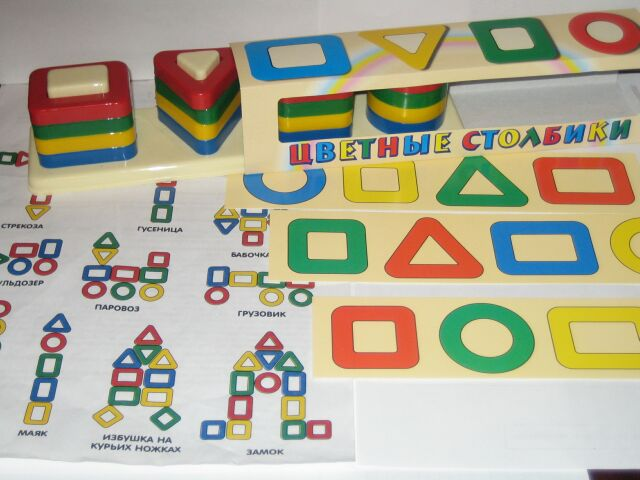 ЦВЕТНЫЕ СТОЛБИКИ
СТРЕКОЗА
ГУСЕНИЦА
БАБОЧКА
ПАРОВОЗ
ГРУЗОВИК
МАЯК
ИЗБУШКА НА
КУРЬИХ НОЖКАХ
ЗАМОК